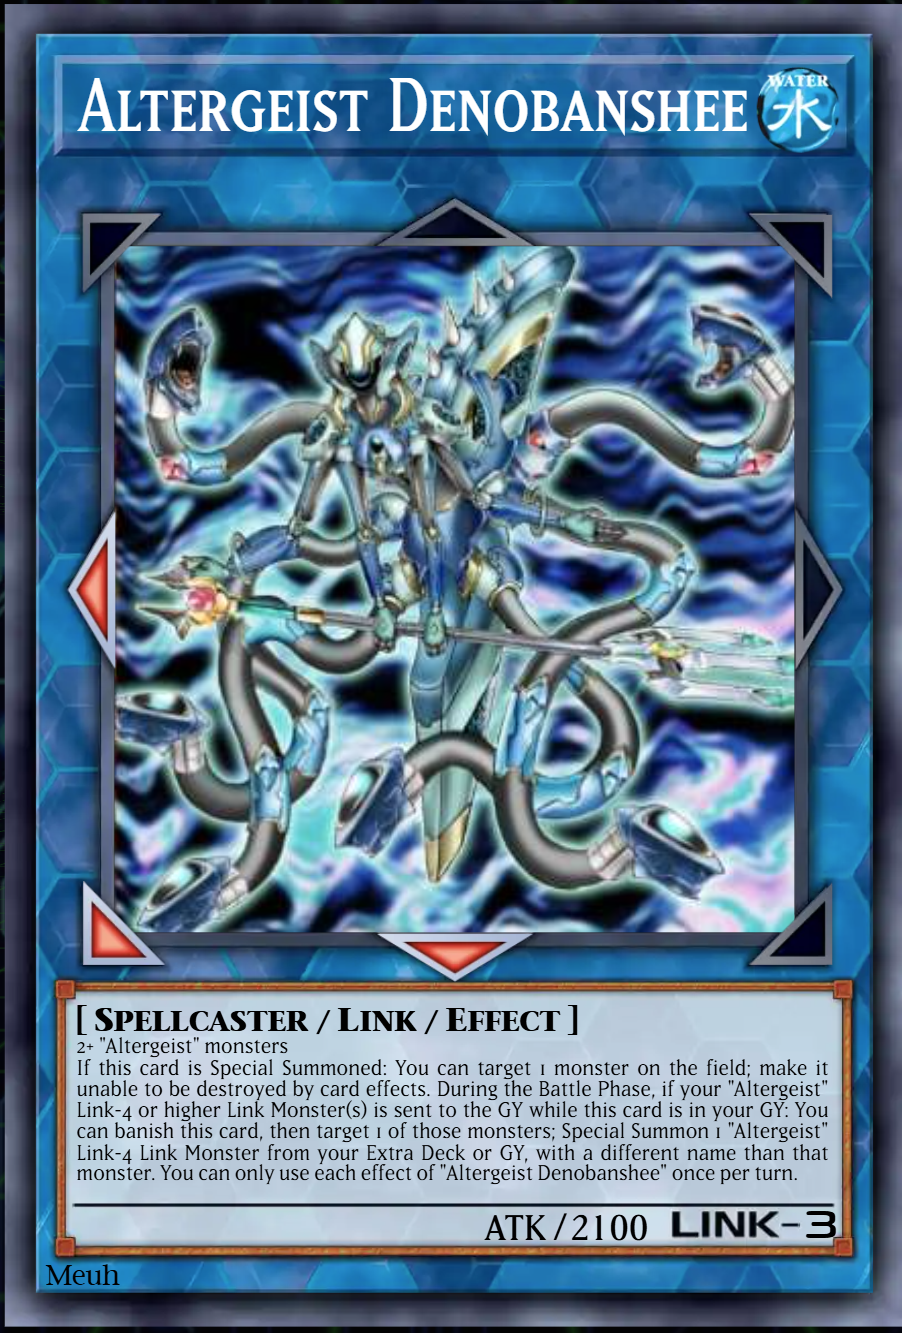 Altergeist Denobanshee
WATER
水
[ Spellcaster / Link / Effect ]
2+ "Altergeist" monsters
If this card is Special Summoned: You can target 1 monster on the field; make it
unable to be destroyed by card effects. During the Battle Phase, if your "Altergeist"
Link-4 or higher Link Monster(s) is sent to the GY while this card is in your GY: You
can banish this card, then target 1 of those monsters; Special Summon 1 "Altergeist"
Link-4 Link Monster from your Extra Deck or GY, with a different name than that
monster. You can only use each effect of "Altergeist Denobanshee" once per turn.
ATK/2100 LINK-3
Meuh